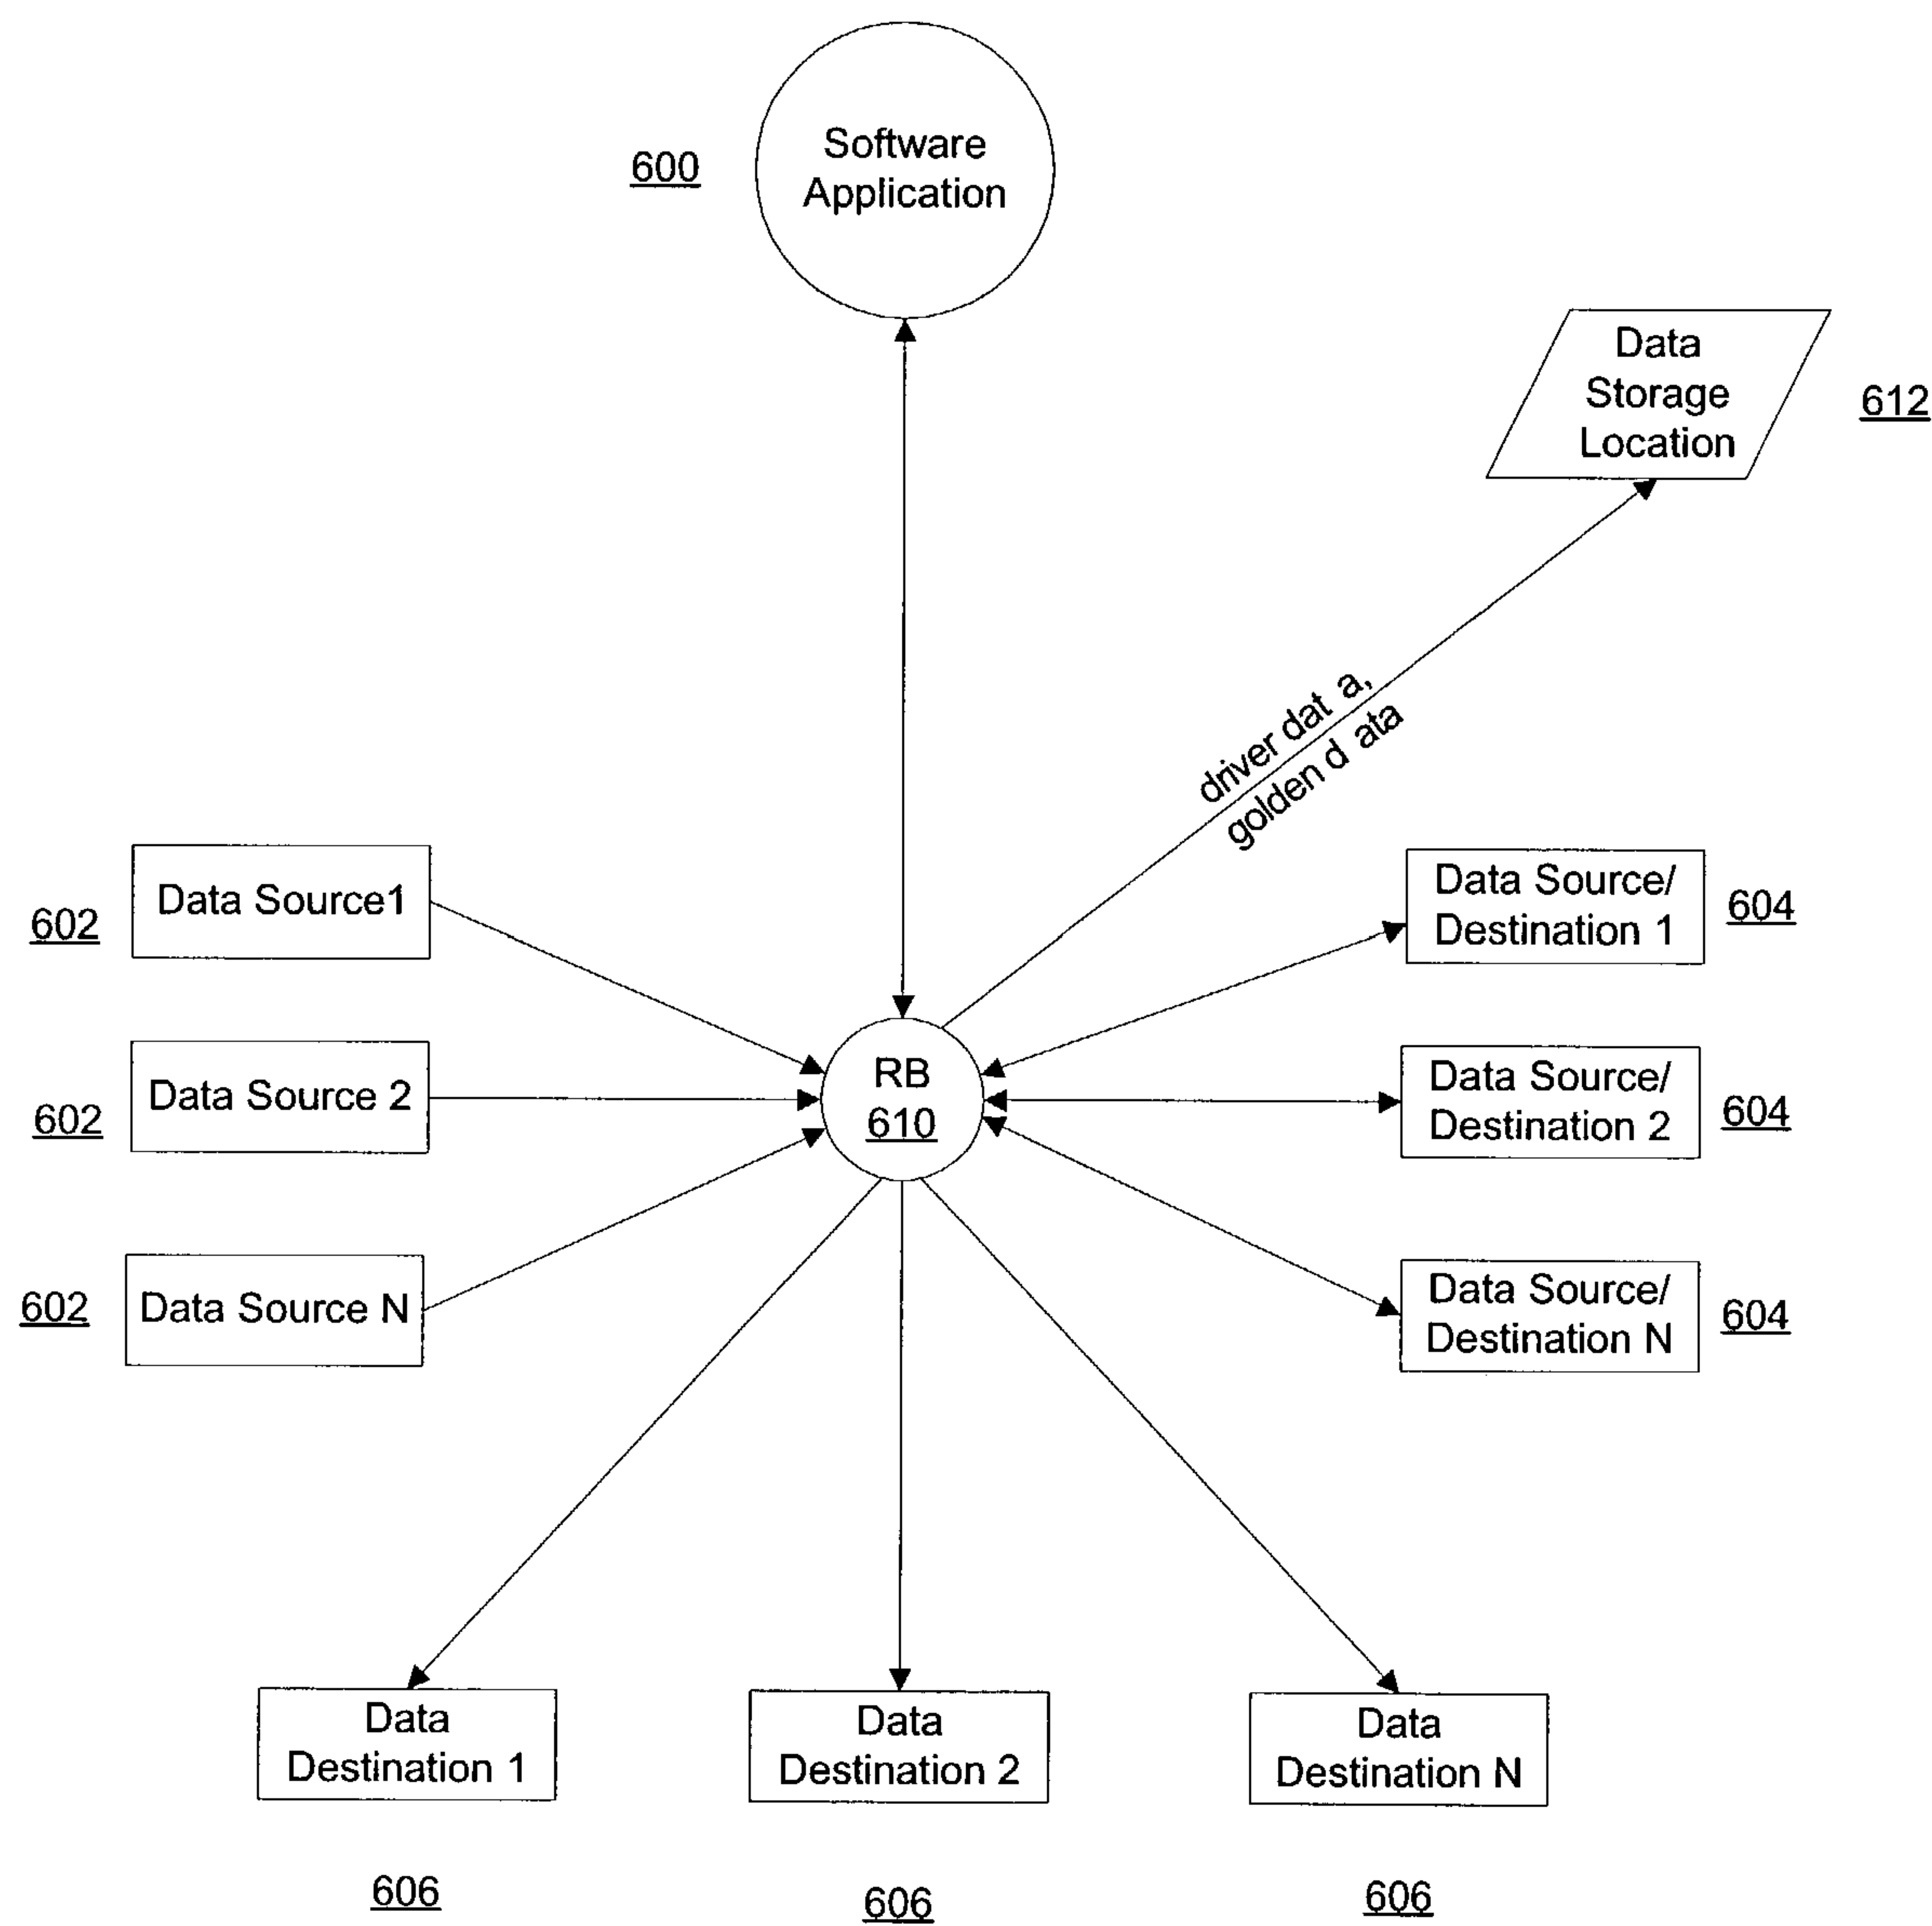 600
Software
Application
Data
Storage
Location
612
driver dat a,
golden d ata
Data Source1
602
Data Source/
Destination 1
604
Data Source 2
602
RB
610
Data Source/
Destination 2
604
Data Source N
602
Data Source/
Destination N
604
Data
Destination 1
Data
Destination 2
Data
Destination N
606
606
606